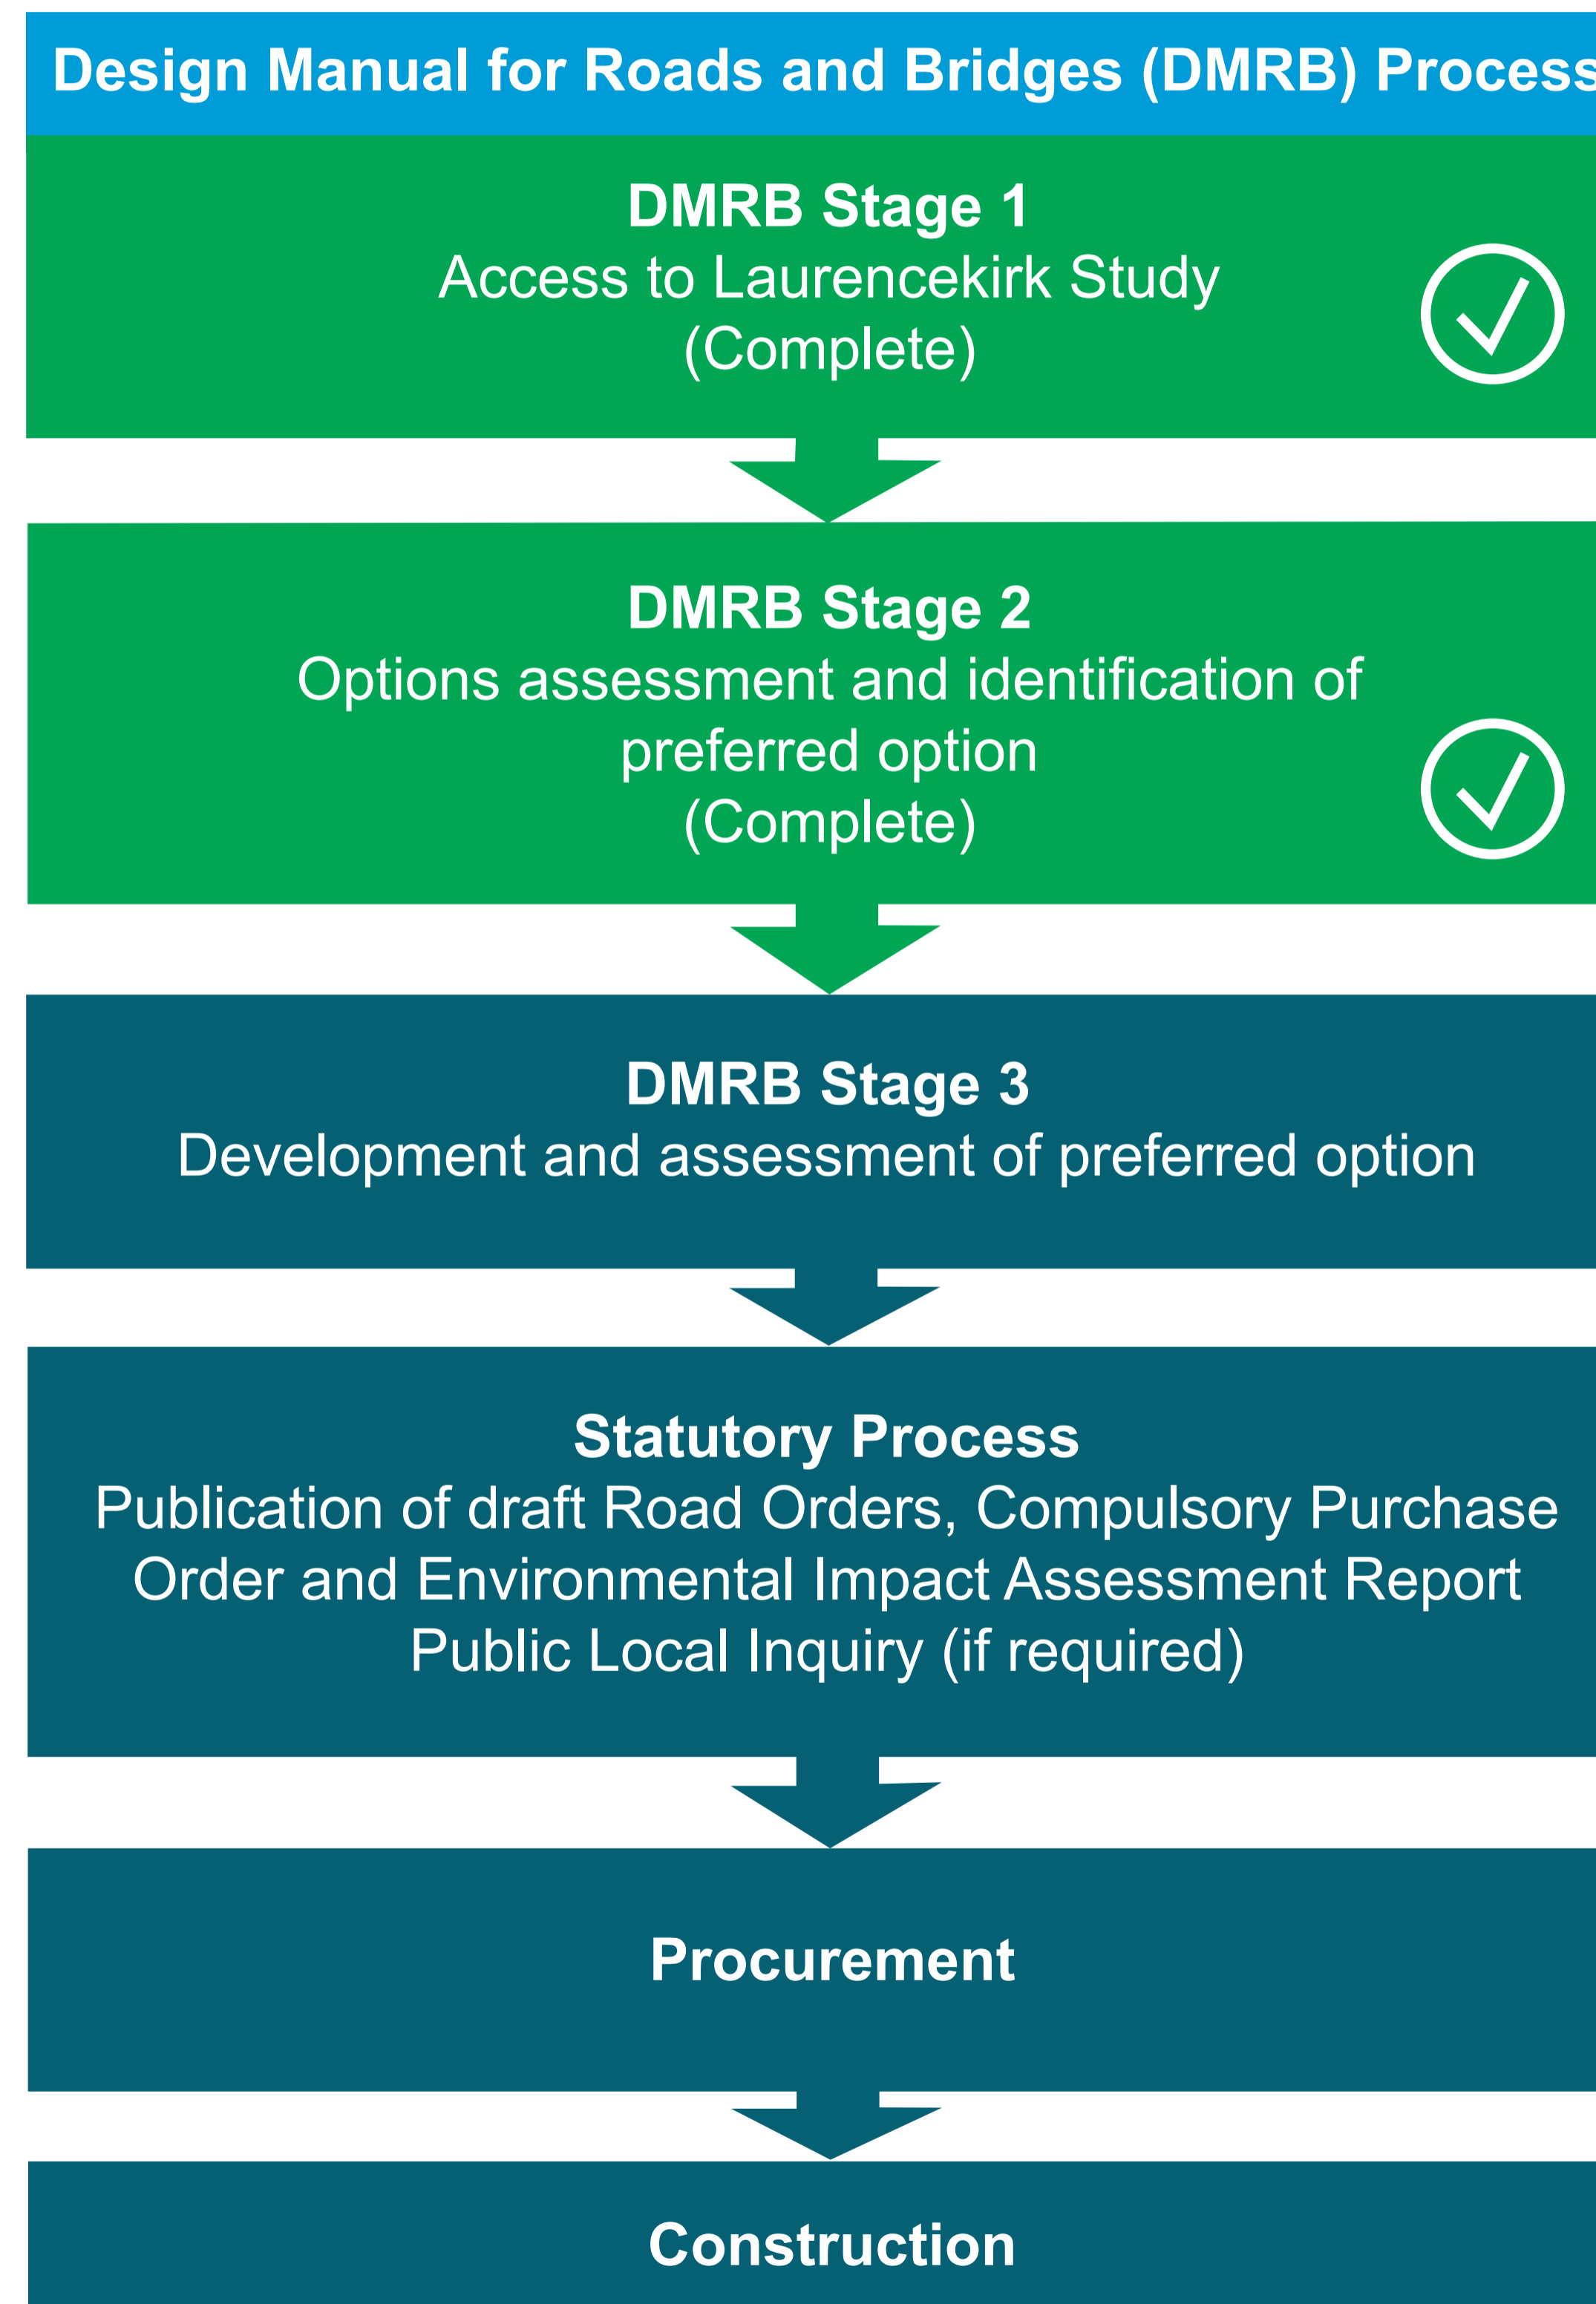 Design Manual for Roads and Bridges (DMRB) Process
DMRB Stage 1
Access to Laurencekirk Study
(Complete)
DMRB Stage 2
Options assessment and identification of
preferred option
(Complete)
DMRB Stage 3
Development and assessment of preferred option
Statutory Process
Publication of draft Road Orders, Compulsory Purchase
Order and Environmental Impact Assessment Report
Public Local Inquiry (if required)
Procurement
Construction